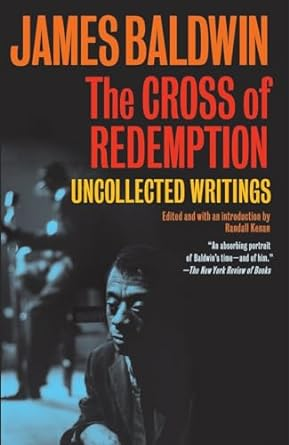 JAMES BALDWIN
The CROSS of
REDEMPTION
UNCOLLECTED WRITINGS
Edited and with an introduction by
Randall Kenan
"An absorbing portrait
of Baldwin's time—and of him."
—The New York Review of Books